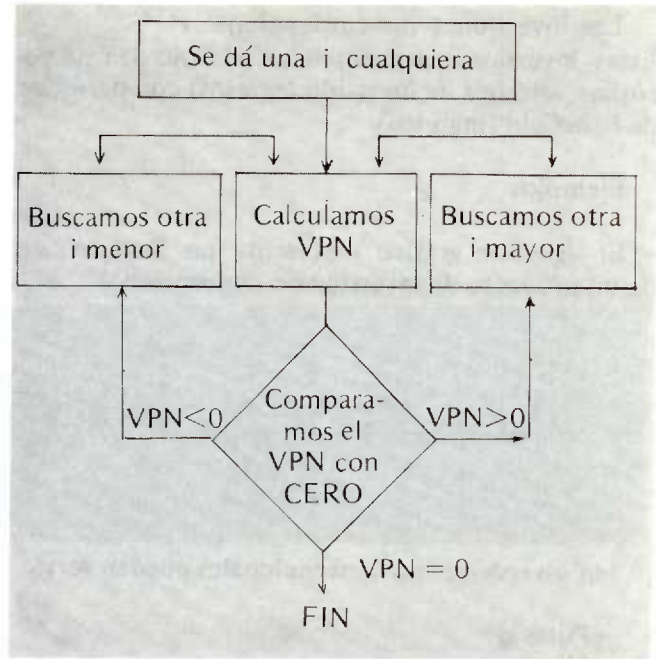 Se dá una i cualquiera
Buscamos otra
i menor
Calculamos
VPN
Buscamos otra
i mayor
VPN<0
Compara-
mos el
VPN con
CERO
VPN>0
VPN = 0
FIN